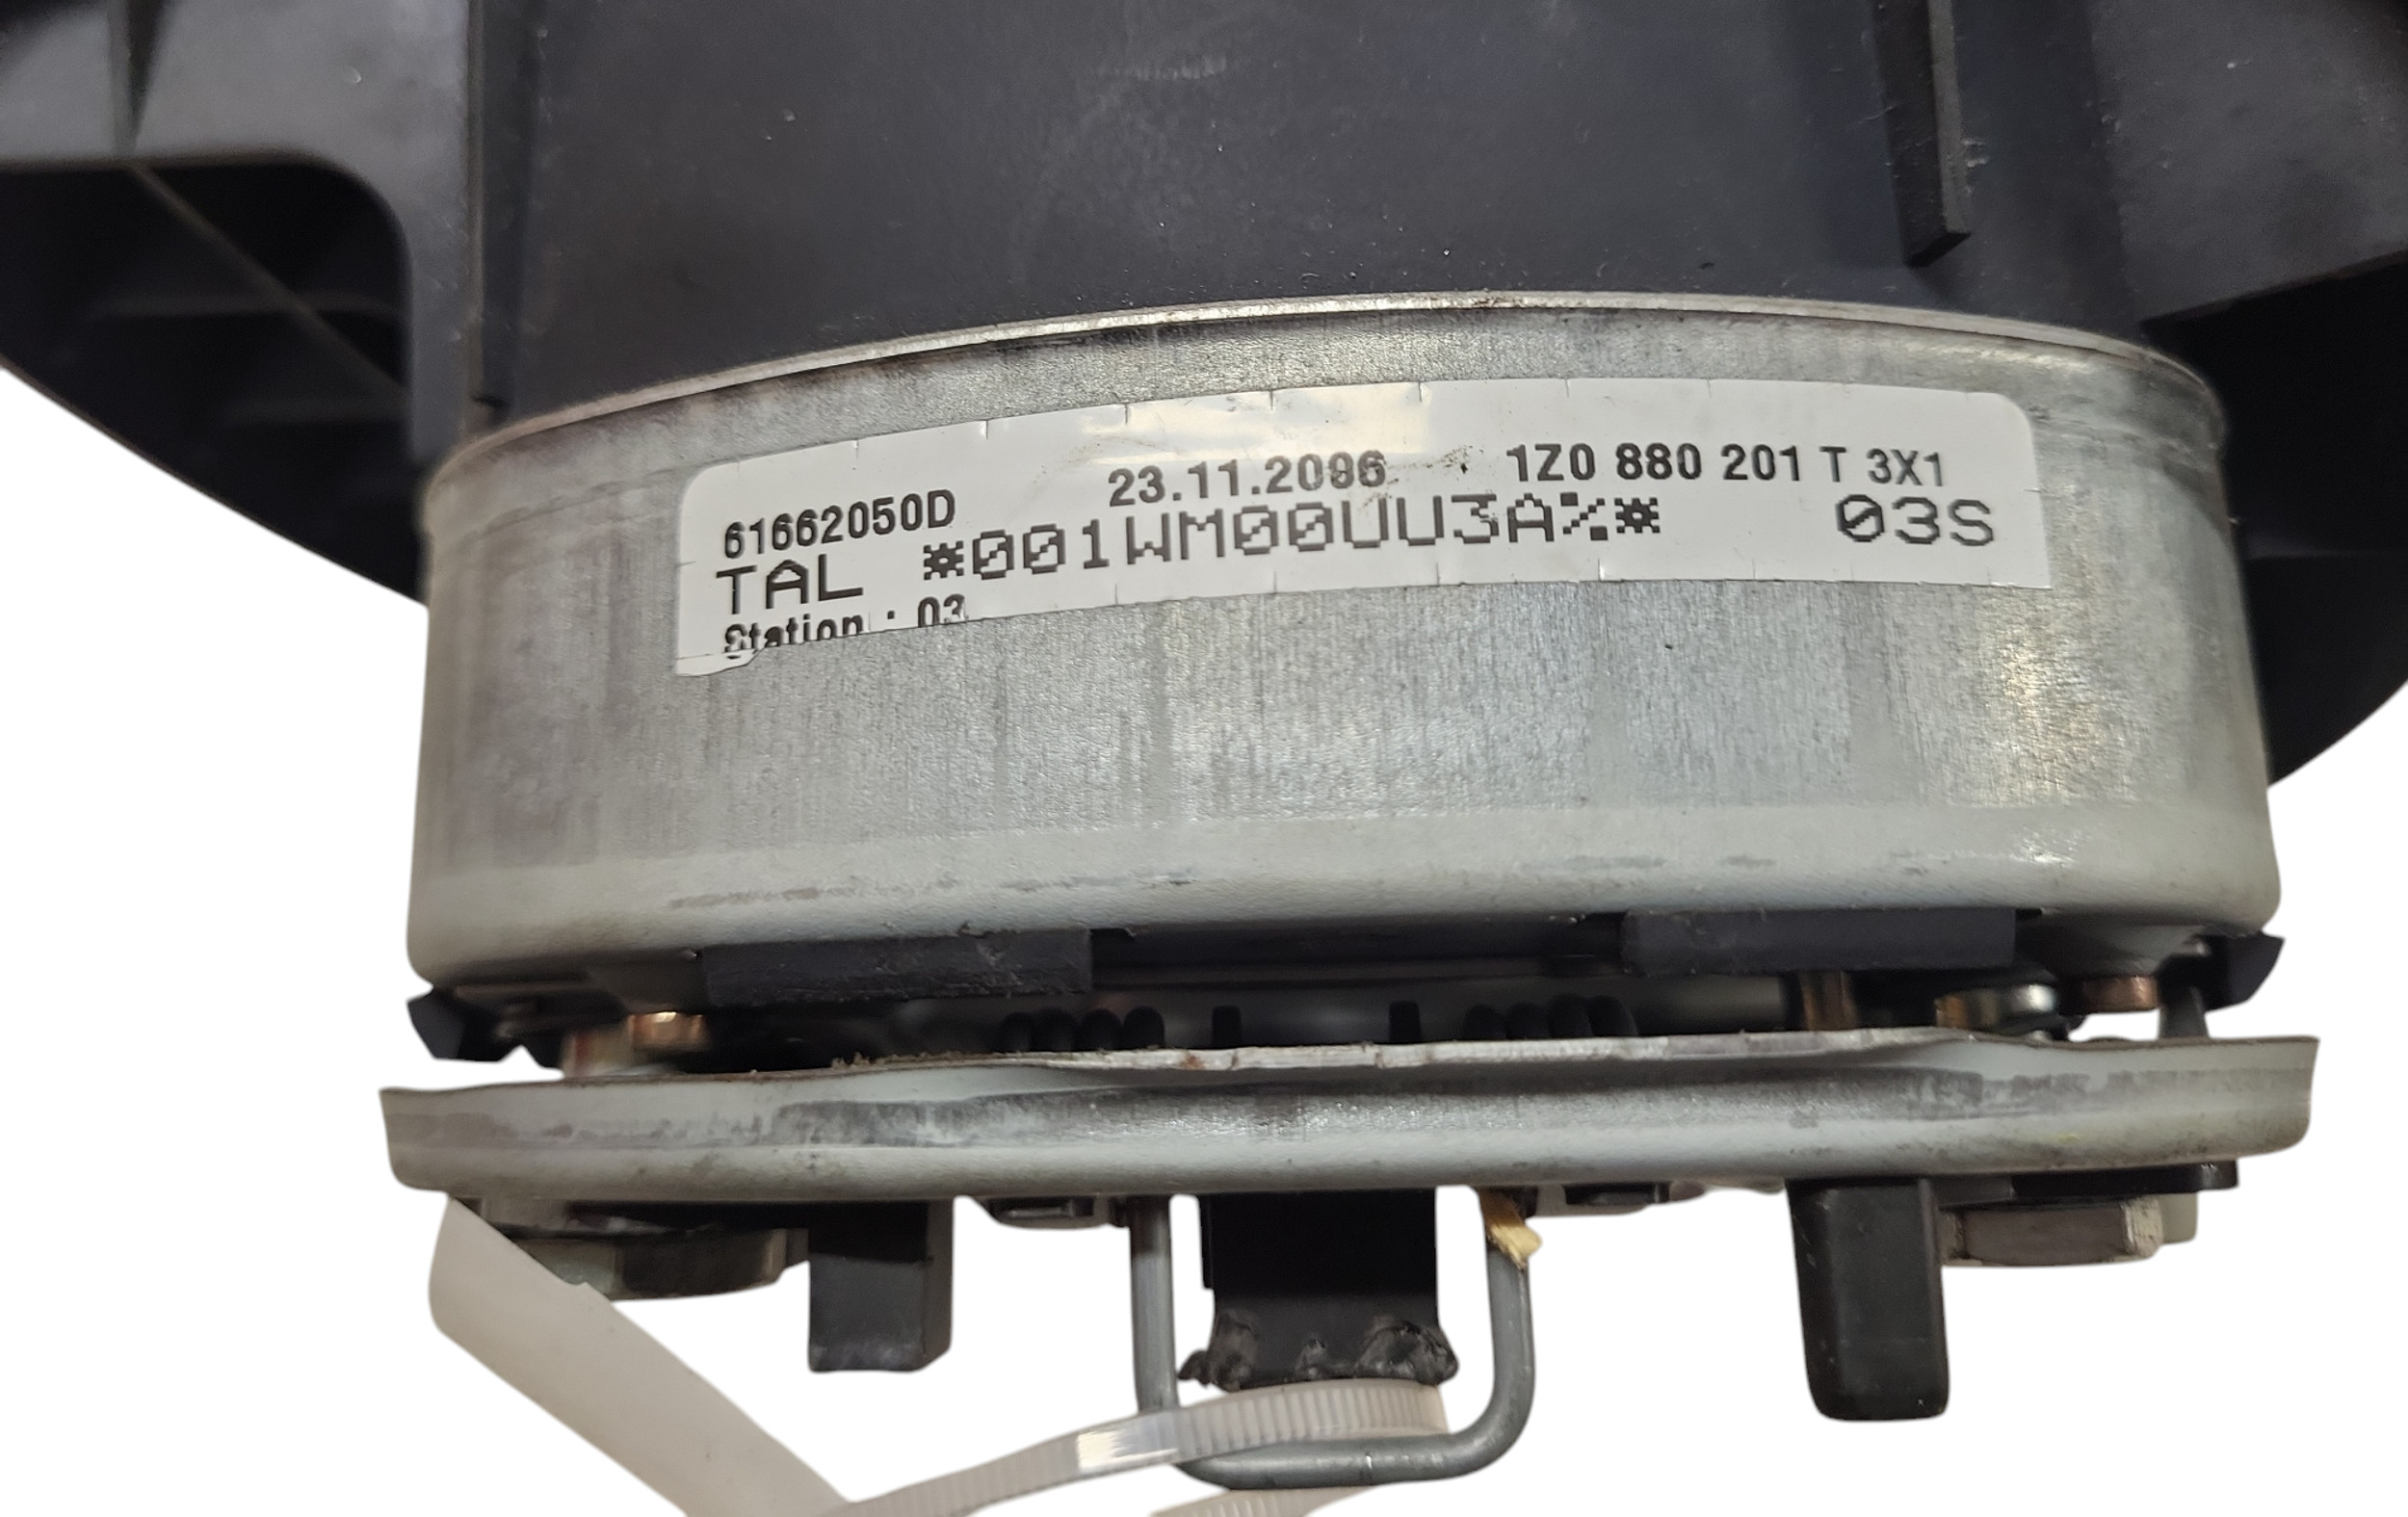 61662050D 23.11.2006 1Z0 880 201 T 3X1
TAL *001WM00UU3A%* 03S
Station : 03